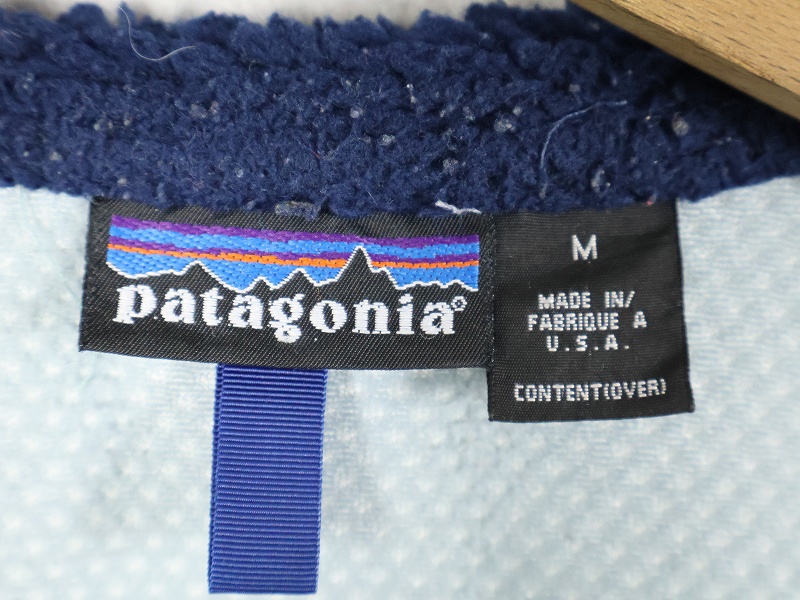 patagonia®
M
MADE IN/
FABRIQUE A
U.S.A.
CONTENT(OVER)